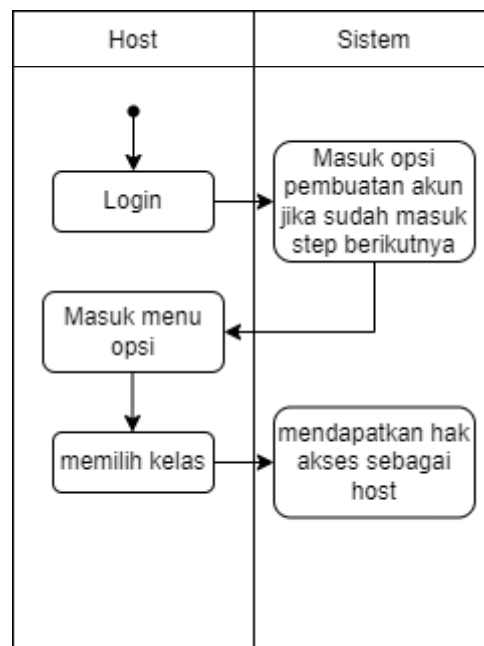 Host
Sistem
Login
Masuk opsi
pembuatan akun
jika sudah masuk
step berikutnya
Masuk menu
opsi
memilih kelas
mendapatkan hak
akses sebagai
host